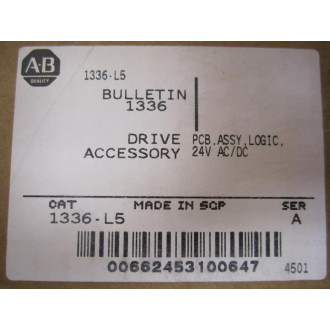 A-B
QUALITY
1336-L5
BULLETIN
1336
DRIVE PCB,ASSY,LOGIC,
ACCESSORY 24V AC/DC
CAT MADE IN SGP SER
1336-L5 A
00662453100647 4501